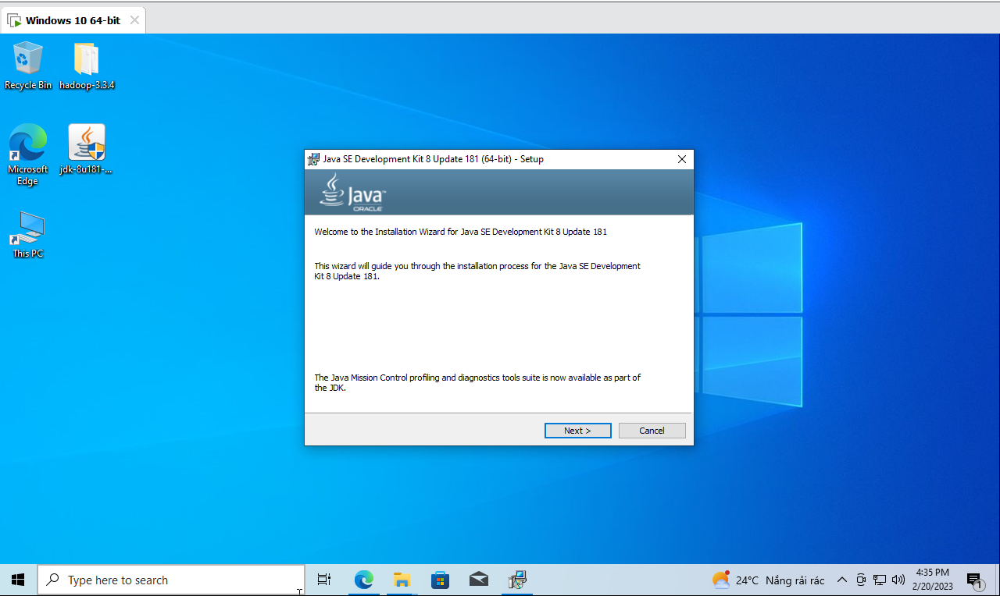 Windows 10 64-bit
Recycle Bin
hadoop-3.3.4
Microsoft
Edge
jdk-8u181-...
This PC
Java SE Development Kit 8 Update 181 (64-bit) - Setup
Java™
ORACLE
Welcome to the Installation Wizard for Java SE Development Kit 8 Update 181
This wizard will guide you through the installation process for the Java SE Development
Kit 8 Update 181.
The Java Mission Control profiling and diagnostics tools suite is now available as part of
the JDK.
Next >
Cancel
Type here to search
24°C Nắng rải rác
4:35 PM
2/20/2023
1